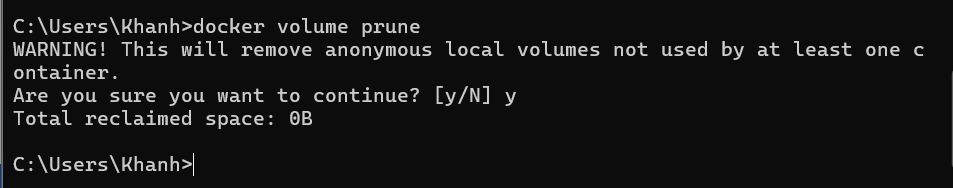 C:\Users\Khanh>docker volume prune
WARNING! This will remove anonymous local volumes not used by at least one c
ontainer.
Are you sure you want to continue? [y/N] y
Total reclaimed space: 0B
C:\Users\Khanh>